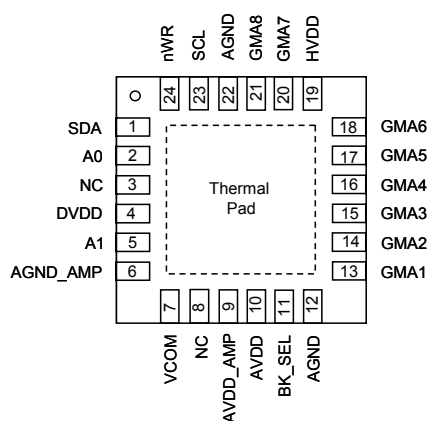 nWR
SCL
AGND
GMA8
GMA7
HVDD
24
23
22
21
20
19
SDA 1
A0 2
NC 3
DVDD 4
A1 5
AGND_AMP 6
Thermal
Pad
18 GMA6
17 GMA5
16 GMA4
15 GMA3
14 GMA2
13 GMA1
7
8
9
10
11
12
VCOM
NC
AVDD_AMP
AVDD
BK_SEL
AGND